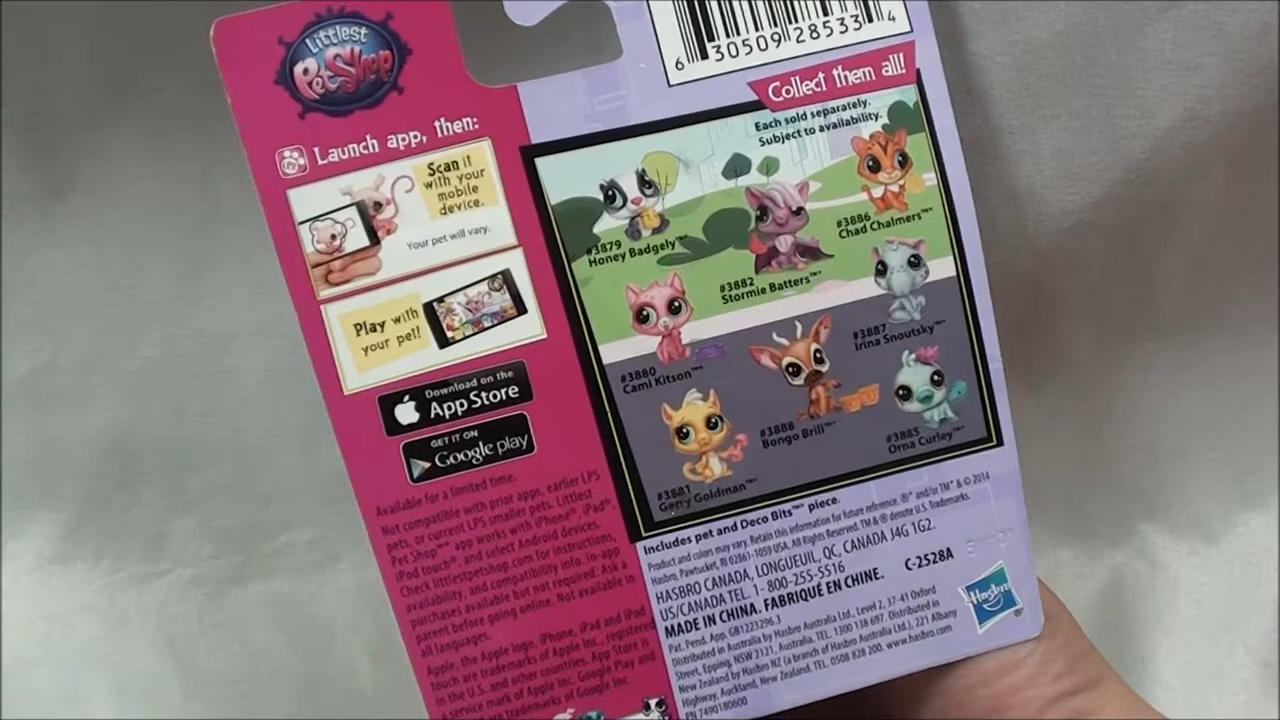 Littlest
Pet Shop
Launch app, then:
Scan it
with your
mobile
device.
Your pet will vary.
Play with
your pet!
Download on the
App Store
GET IT ON
Google play
Available for a limited time.
Not compatible with prior apps, earlier LPS
pets, or current LPS smaller pets. Littlest
Pet Shop™ app works with iPhone®, iPad®,
iPod touch®, and select Android devices.
Check littlestpetshop.com for instructions,
availability, and compatibility info. In-app
purchases available but not required. Ask a
parent before going online. Not available in
all languages.
Apple, the Apple logo, iPhone, iPad and iPod
touch are trademarks of Apple Inc., registered
in the U.S. and other countries. App Store is
a service mark of Apple Inc. Google Play and
are trademarks of Google Inc.
6 30509 28533 4
Collect them all!
Each sold separately.
Subject to availability.
#3879
Honey Badgely™
#3882
Stormie Batters™
#3886
Chad Chalmers™
#3880
Cami Kitson™
#3887
Irina Snoutsky™
#3888
Bongo Brill™
#3885
Orna Curley™
#3881
Gerry Goldman™
Includes pet and Deco Bits™ piece.
Product and colors may vary. Retain this information for future reference. ®* and/or TM* & © 2014
Hasbro, Pawtucket, RI 02861-1059 USA. All Rights Reserved. TM & ® denote U.S. Trademarks.
HASBRO CANADA, LONGUEUIL, QC, CANADA J4G 1G2.
US/CANADA TEL. 1-800-255-5516
MADE IN CHINA. FABRIQUÉ EN CHINE.
C-2528A
Pat. Pend. App. GB1223296.3
Distributed in Australia by Hasbro Australia Ltd., Level 2, 37-41 Oxford
Street, Epping, NSW 2121, Australia. TEL. 1300 138 697. Distributed in
New Zealand by Hasbro NZ (a branch of Hasbro Australia Ltd.), 221 Albany
Highway, Auckland, New Zealand. TEL. 0508 828 200. www.hasbro.com
PN 7490180600
Hasbro